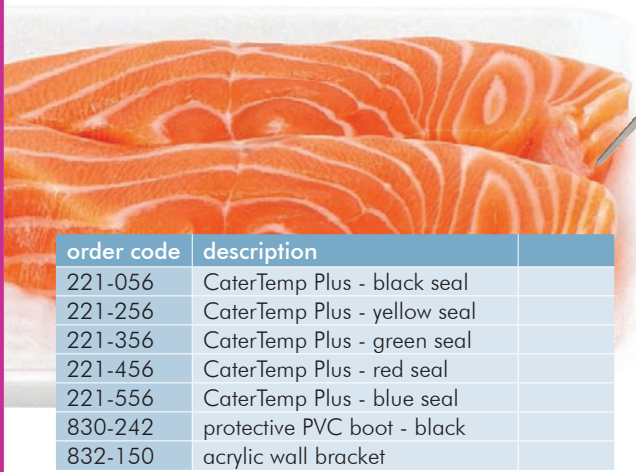 order code description
221-056 CaterTemp Plus - black seal
221-256 CaterTemp Plus - yellow seal
221-356 CaterTemp Plus - green seal
221-456 CaterTemp Plus - red seal
221-556 CaterTemp Plus - blue seal
830-242 protective PVC boot - black
832-150 acrylic wall bracket